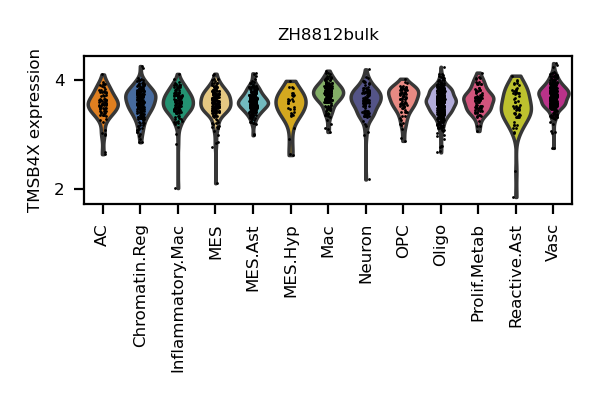 ZH8812bulk
TMSB4X expression
4
2
AC
Chromatin.Reg
Inflammatory.Mac
MES
MES.Ast
MES.Hyp
Mac
Neuron
OPC
Oligo
Prolif.Metab
Reactive.Ast
Vasc